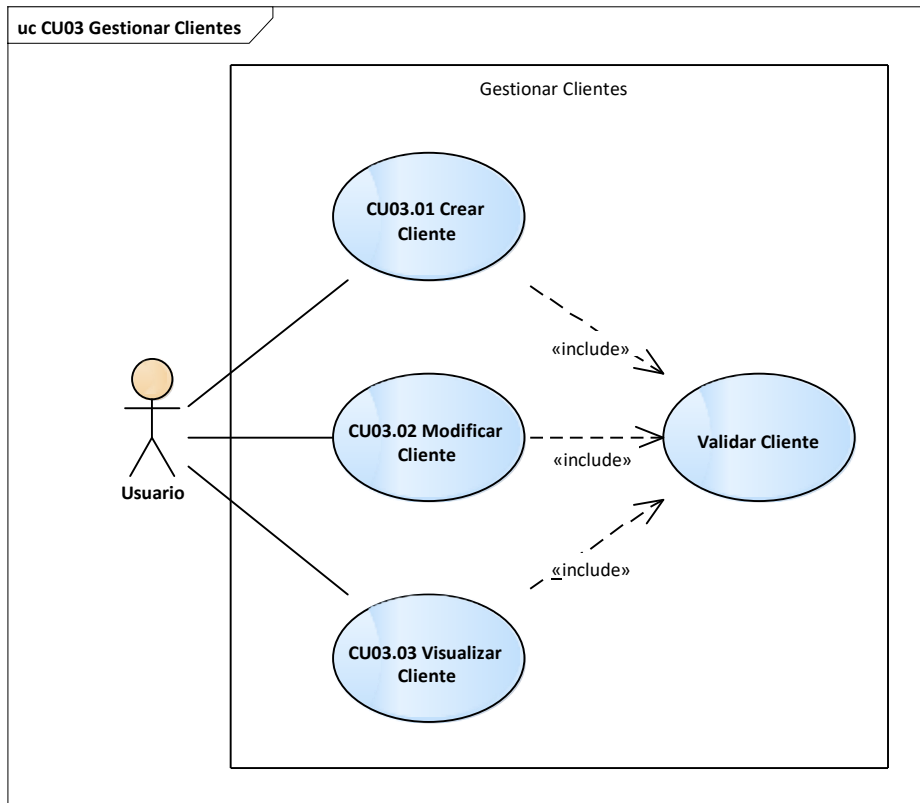 uc CU03 Gestionar Clientes
Gestionar Clientes
CU03.01 Crear
Cliente
«include»
CU03.02 Modificar
Cliente
«include»
Validar Cliente
Usuario
«include»
CU03.03 Visualizar
Cliente